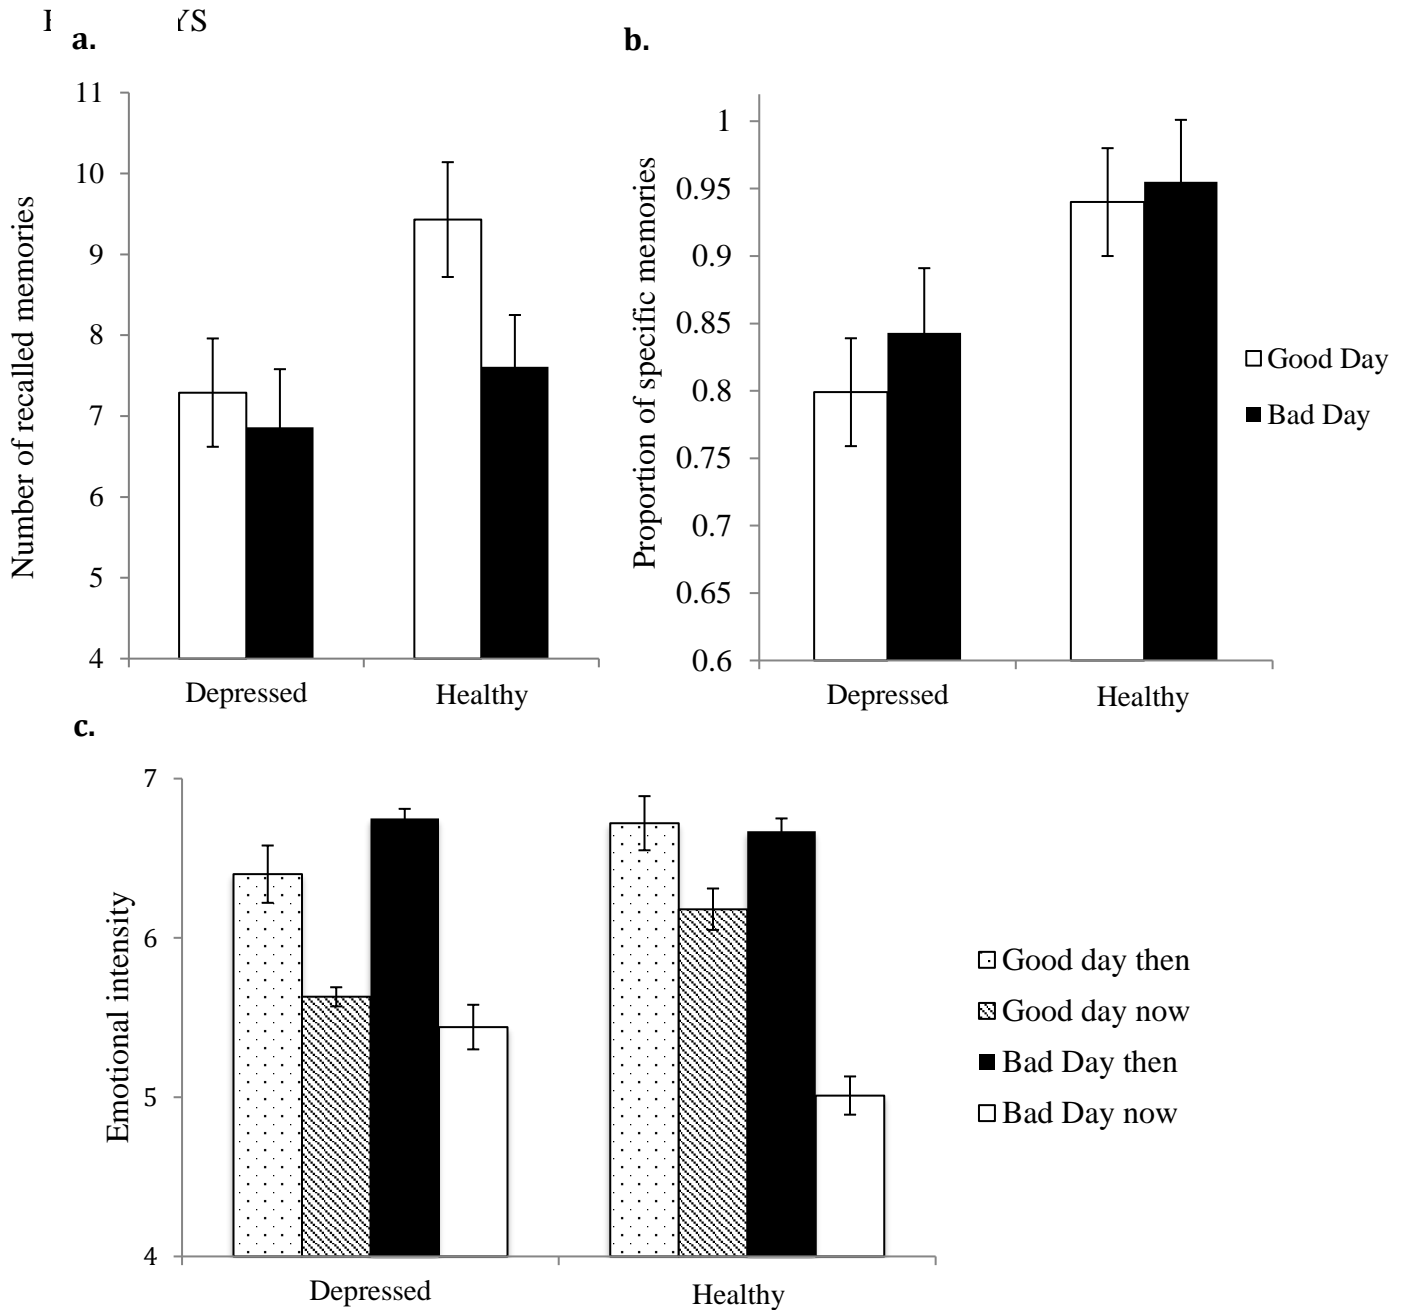 YS
a.
b.
11
10
9
8
7
6
5
4
Number of recalled memories
Depressed
Healthy
1
0.95
0.9
0.85
0.8
0.75
0.7
0.65
0.6
Proportion of specific memories
Depressed
Healthy
Good Day
Bad Day
c.
7
6
5
4
Emotional intensity
Depressed
Healthy
Good day then
Good day now
Bad Day then
Bad Day now